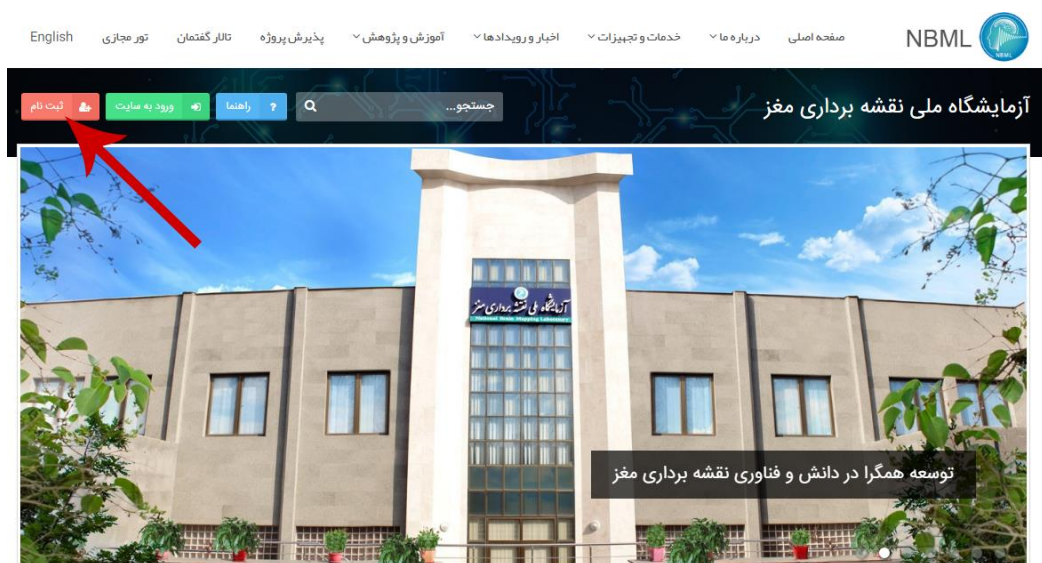 NBML صفحه اصلی درباره ما خدمات و تجهیزات اخبار و رویدادها آموزش و پژوهش پذیرش پروژه تالار گفتمان تور مجازی English
آزمایشگاه ملی نقشه برداری مغز جستجو... راهنما ? ورود به سایت ثبت نام
آزمایشگاه ملی نقشه برداری مغز
National Brain Mapping Laboratory
توسعه همگرا در دانش و فناوری نقشه برداری مغز